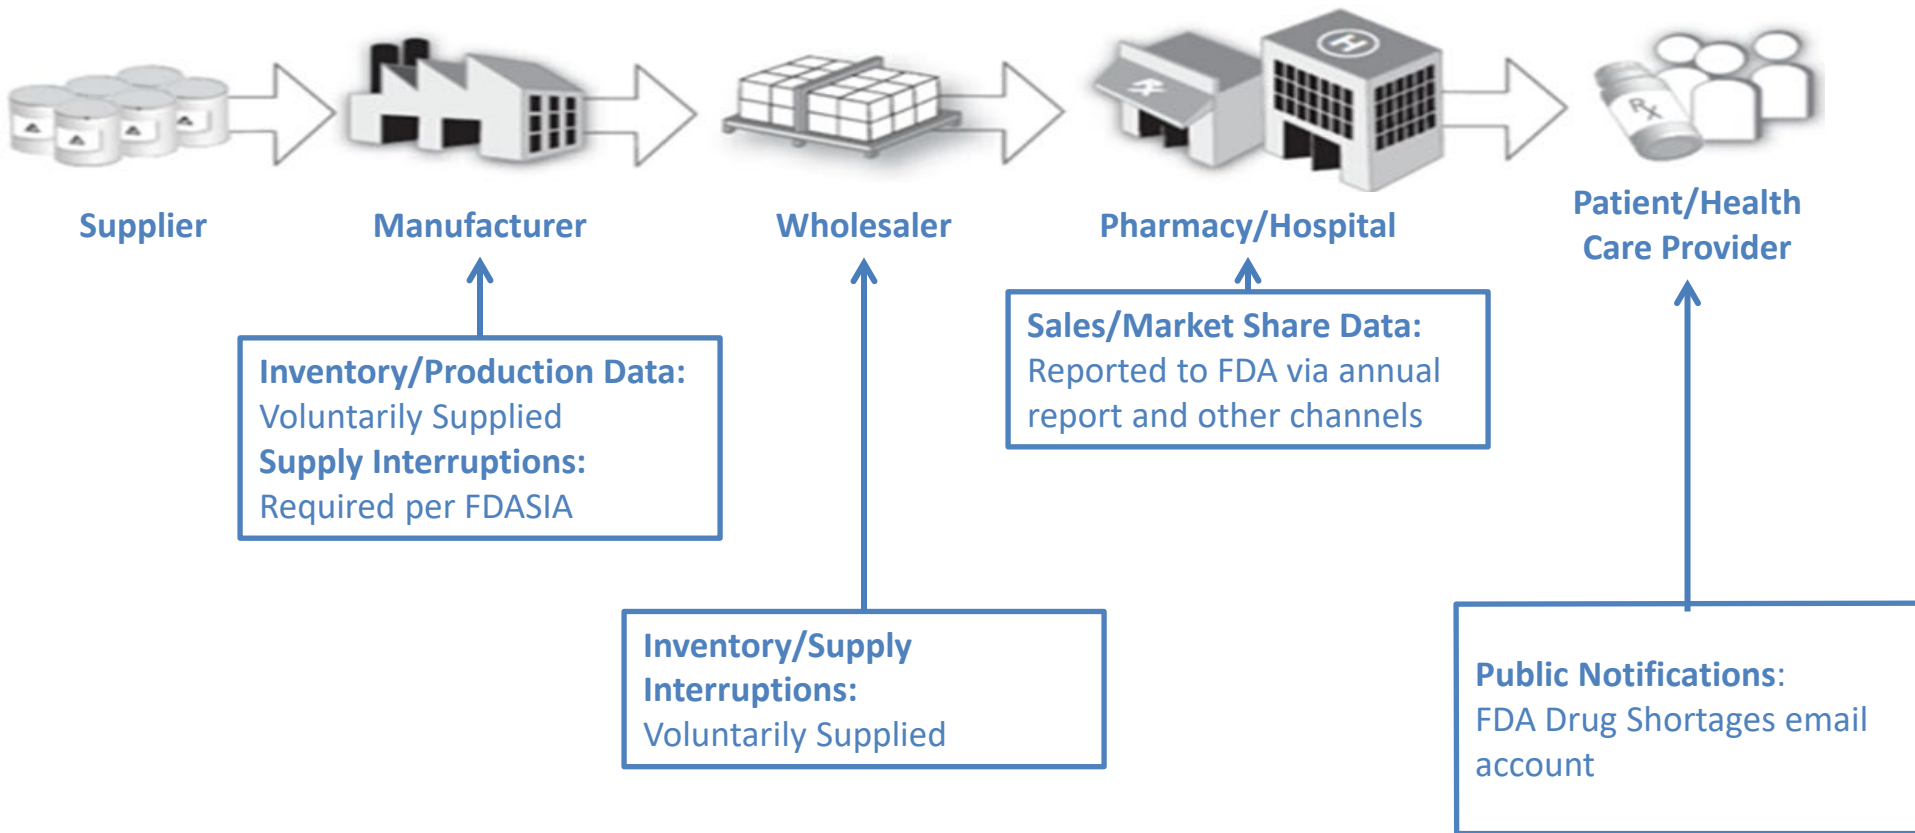 H
Rx
Rx
Supplier
Manufacturer
Wholesaler
Pharmacy/Hospital
Patient/Health
Care Provider
Inventory/Production Data:
Voluntarily Supplied
Supply Interruptions:
Required per FDASIA
Inventory/Supply
Interruptions:
Voluntarily Supplied
Sales/Market Share Data:
Reported to FDA via annual
report and other channels
Public Notifications:
FDA Drug Shortages email
account